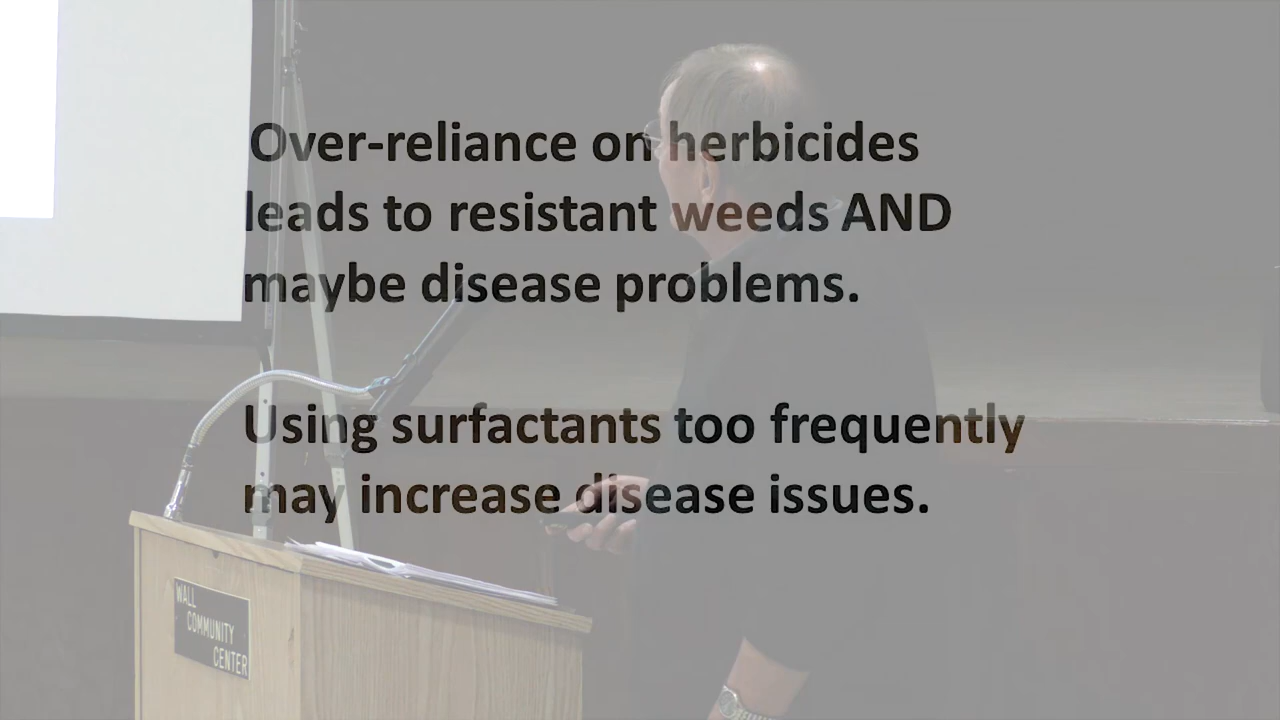 Over-reliance on herbicides
leads to resistant weeds AND
maybe disease problems.
Using surfactants too frequently
may increase disease issues.
WALL
COMMUNITY
CENTER